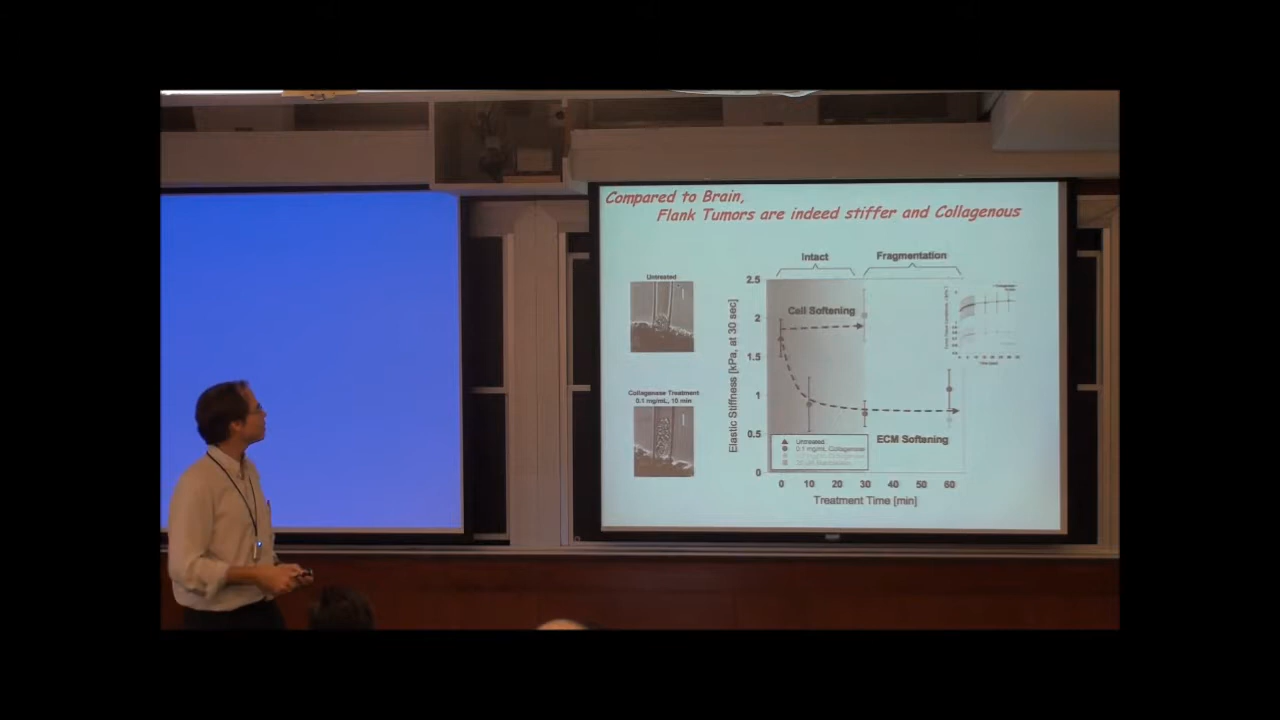 Compared to Brain,
Flank Tumors are indeed stiffer and Collagenous
Untreated
Collagenase Treatment
0.1 mg/mL, 10 min
Intact
Fragmentation
Cell Softening
ECM Softening
Elastic Stiffness [kPa, at 30 sec]
2.5
2
1.5
1
0.5
0
Untreated
0.1 mg/mL Collagenase
0 10 20 30 40 50 60
Treatment Time [min]